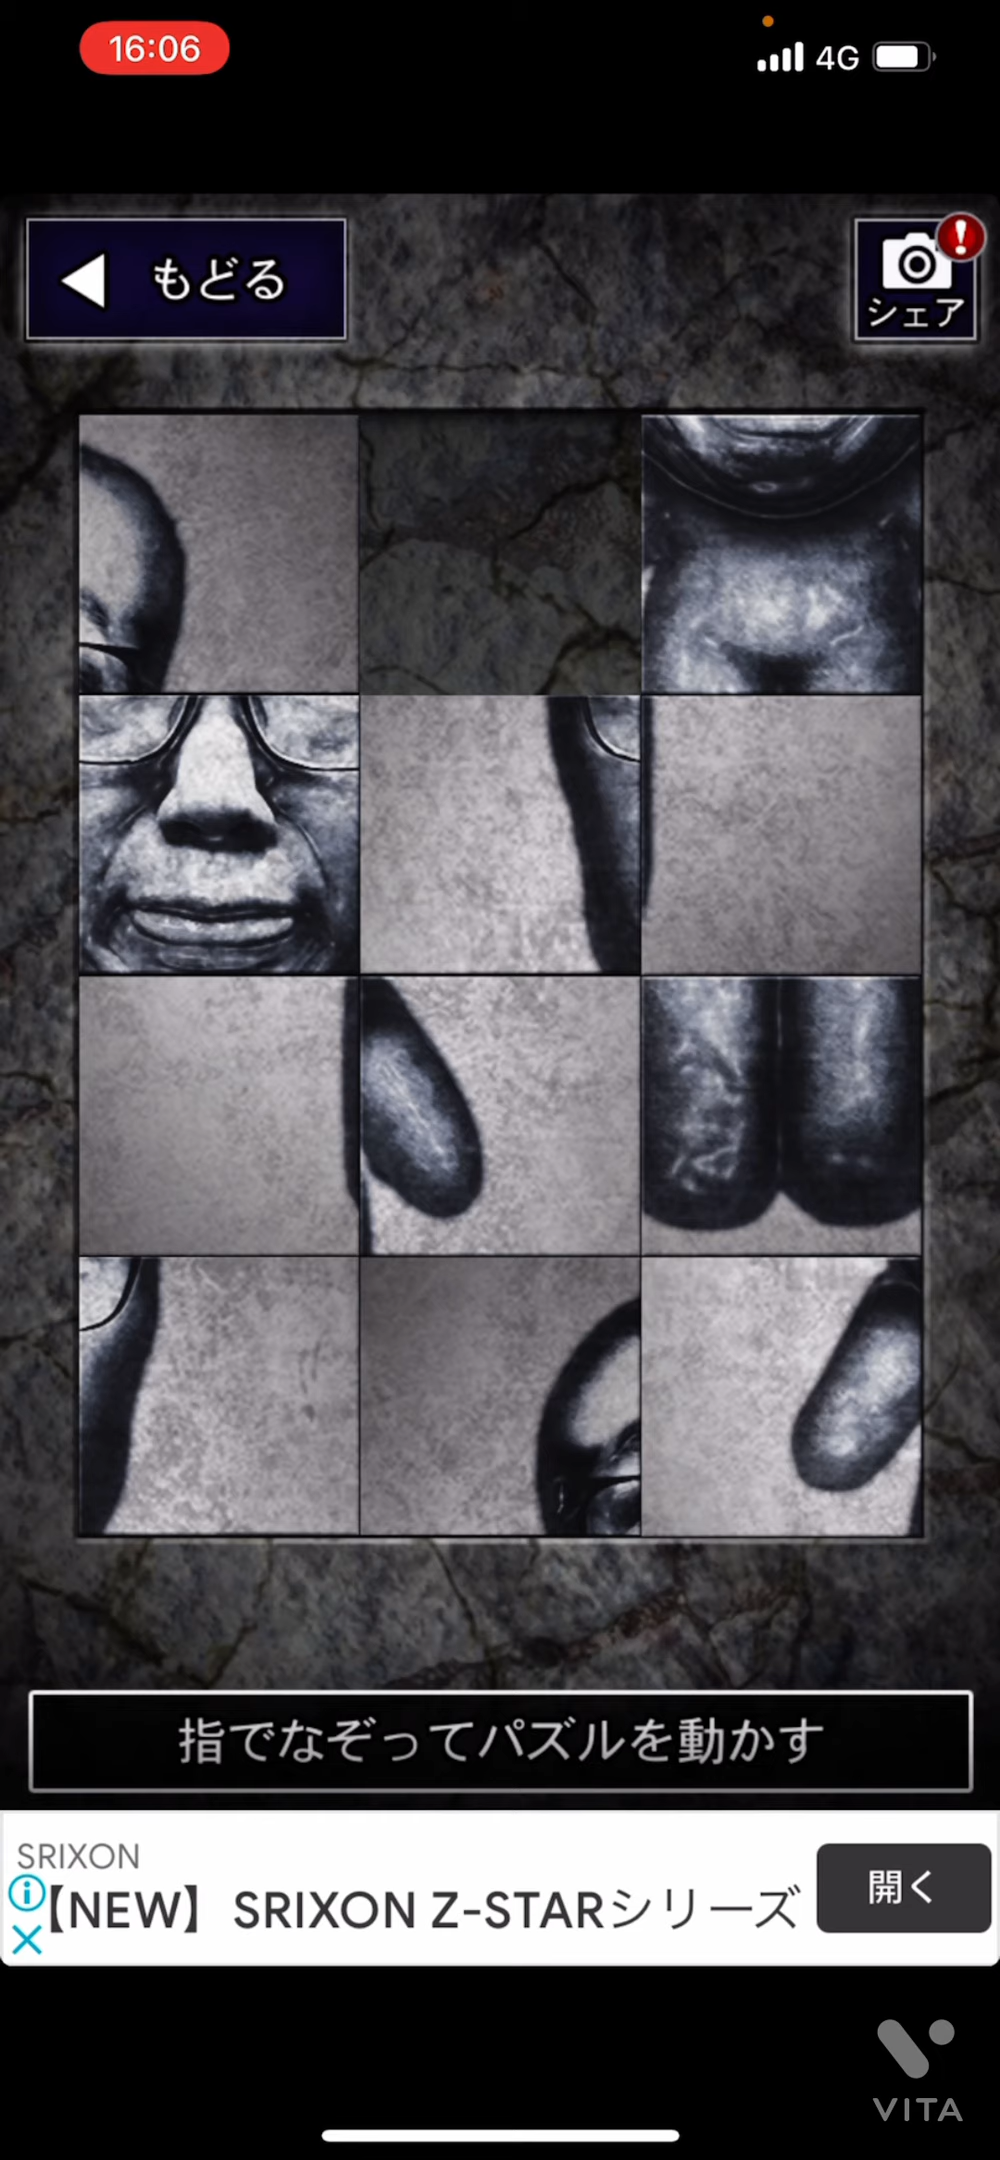 16:06
4G
もどる
シェア
指でなぞってパズルを動かす
SRIXON
【NEW】 SRIXON Z-STARシリーズ
開く
VITA